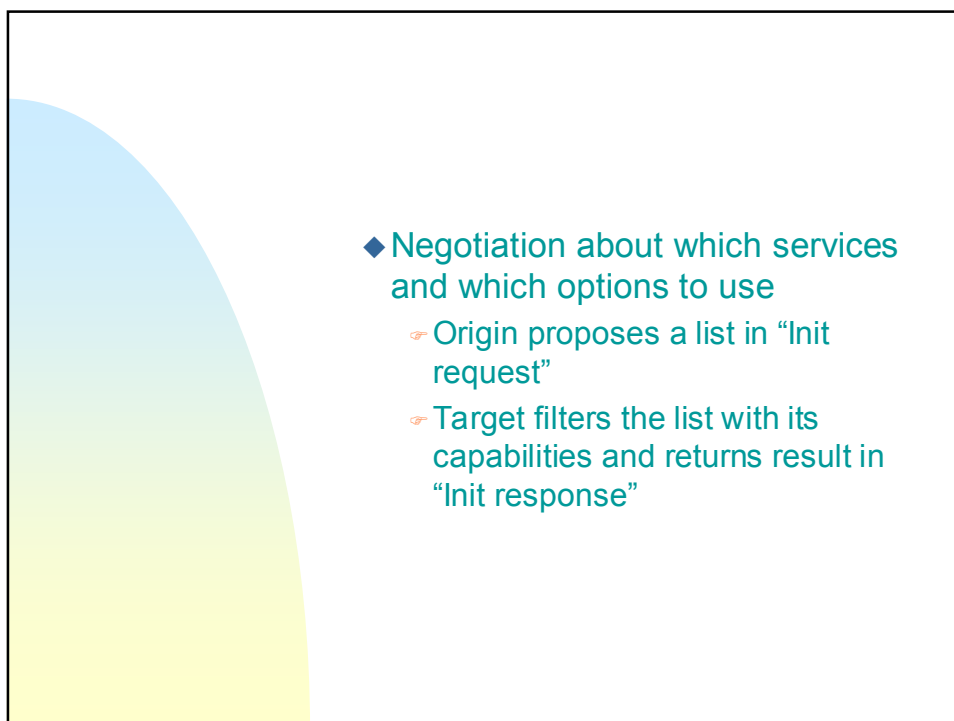 Negotiation about which services
and which options to use
Origin proposes a list in “Init
request”
Target filters the list with its
capabilities and returns result in
“Init response”